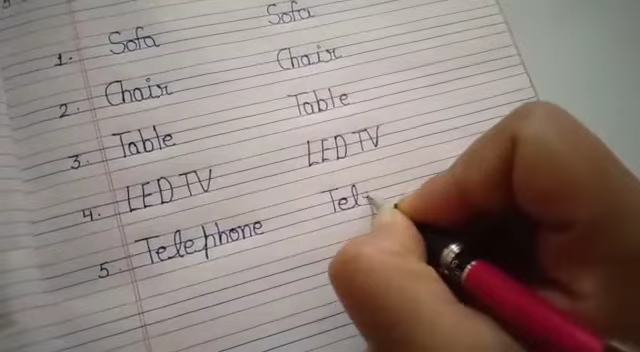 1. Sofa Sofa
2. Chair Chair
3. Table Table
4. LED TV LED TV
5. Telephone Tel